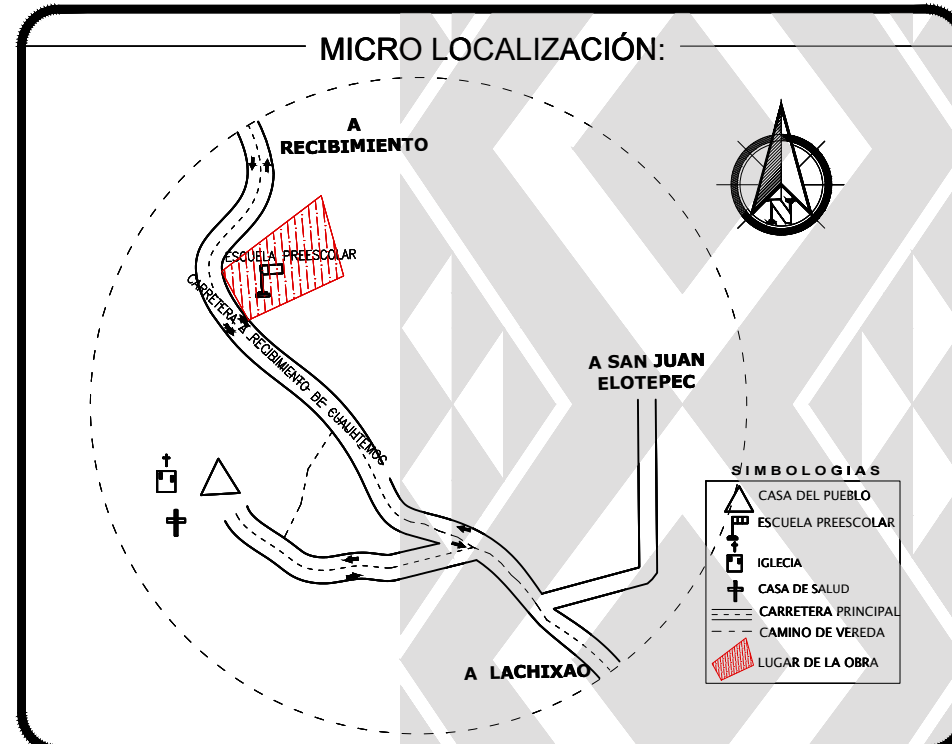 MICRO LOCALIZACIÓN:
A
RECIBIMIENTO
N
ESCUELA PREESCOLAR
CARRETERA A RECIBIMIENTO DE CUAUHTEMOC
A SAN JUAN
ELOTEPEC
A LACHIXAO
SIMBOLOGIAS
CASA DEL PUEBLO
ESCUELA PREESCOLAR
IGLECIA
CASA DE SALUD
CARRETERA PRINCIPAL
CAMINO DE VEREDA
LUGAR DE LA OBRA